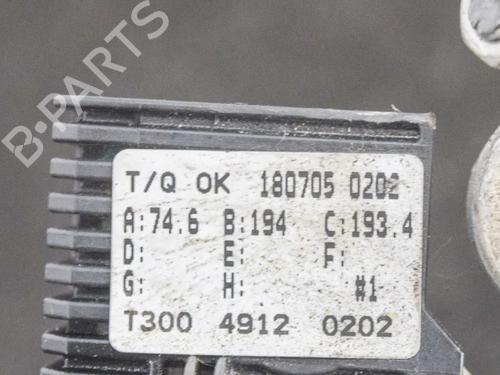 B-PARTS
T/Q OK 180705 0202
A:74.6 B:194 C:193.4
D: E: F:
G: H: #1
T300 4912 0202